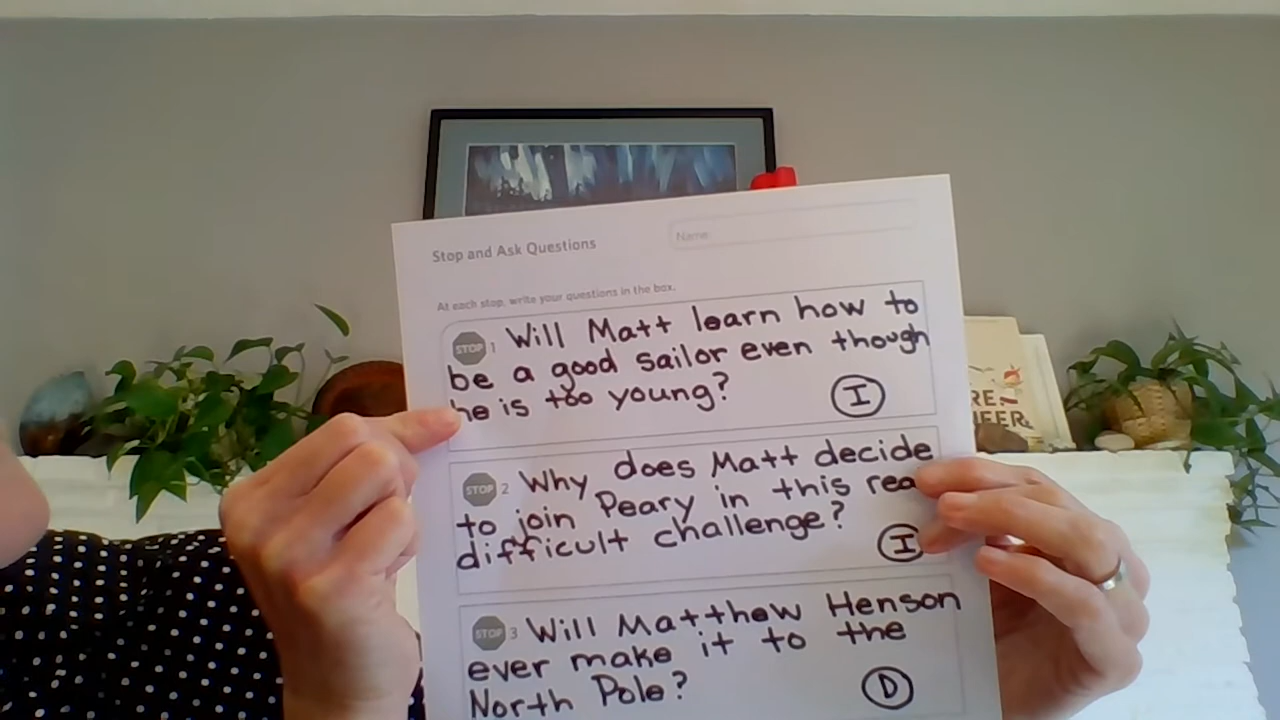 Stop and Ask Questions
Name
At each stop, write your questions in the box.
STOP 1 Will Matt learn how to
be a good sailor even though
he is too young?
I
STOP 2 Why does Matt decide
to join Peary in this
difficult challenge?
I
STOP 3 Will Matthew Henson
ever make it to the
North Pole?
D